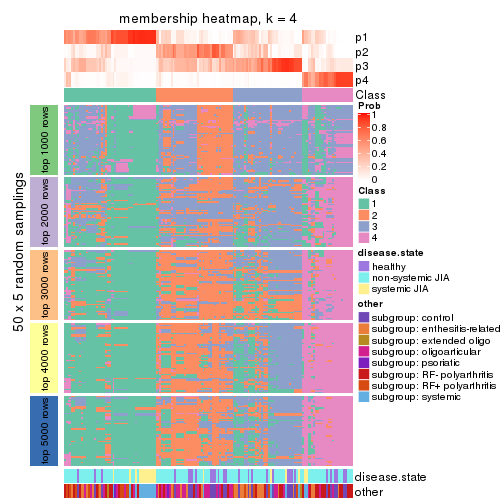 membership heatmap, k = 4
p1
p2
p3
p4
Class
50 x 5 random samplings
top 1000 rows
top 2000 rows
top 3000 rows
top 4000 rows
top 5000 rows
Prob
1
0.8
0.6
0.4
0.2
0
Class
1
2
3
4
disease.state
healthy
non-systemic JIA
systemic JIA
other
subgroup: control
subgroup: enthesitis-related
subgroup: extended oligo
subgroup: oligoarticular
subgroup: psoriatic
subgroup: RF- polyarthritis
subgroup: RF+ polyarthritis
subgroup: systemic
disease.state
other